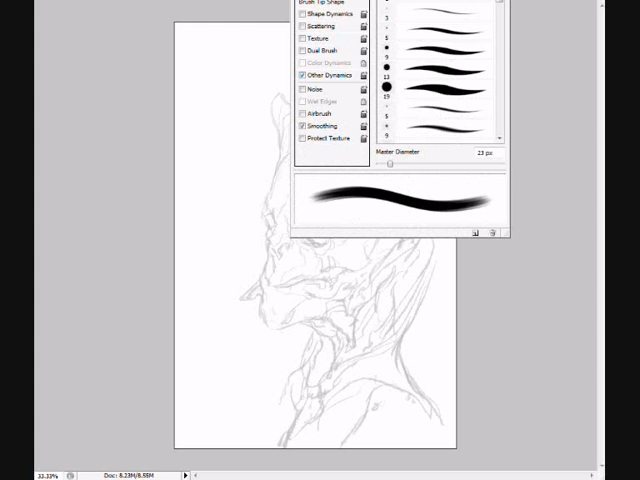 Brush Tip Shape
Shape Dynamics
Scattering
Texture
Dual Brush
Color Dynamics
Other Dynamics
Noise
Wet Edges
Airbrush
Smoothing
Protect Texture
3
5
9
13
19
5
9
Master Diameter
23 px
33.33%
Doc: 8.23M/8.55M